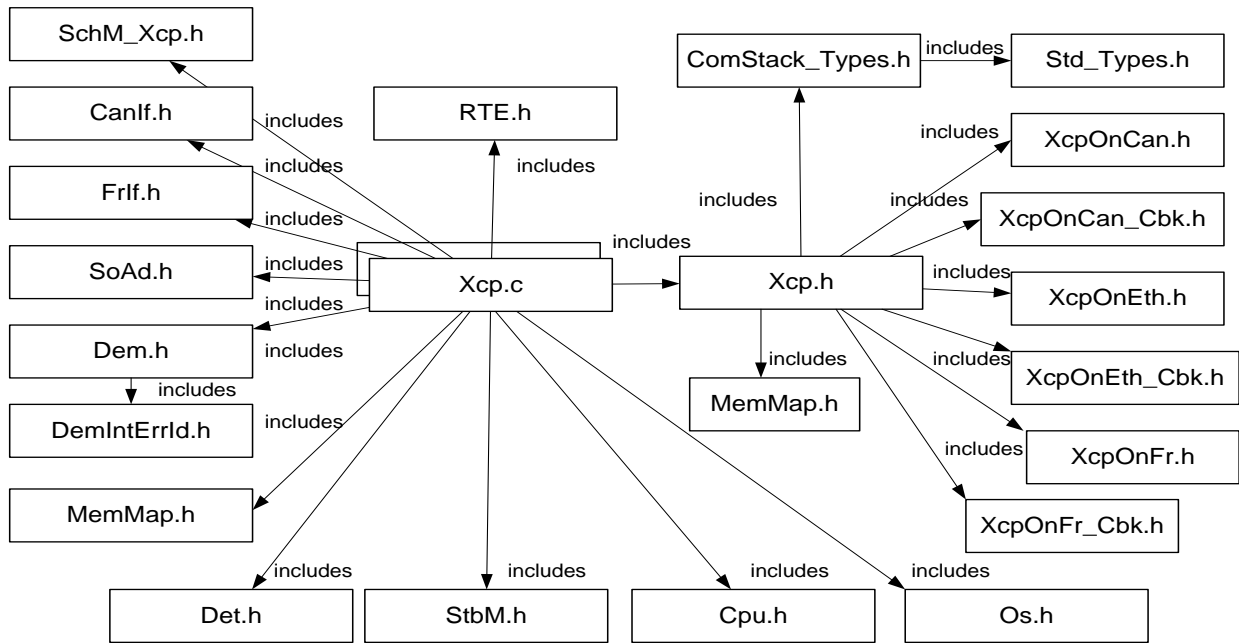 SchM_Xcp.h
ComStack_Types.h
includes
Std_Types.h
CanIf.h
includes
RTE.h
includes
XcpOnCan.h
includes
includes
FrIf.h
includes
includes
includes
XcpOnCan_Cbk.h
includes
SoAd.h
includes
Xcp.c
Xcp.h
includes
XcpOnEth.h
includes
Dem.h
includes
includes
includes
XcpOnEth_Cbk.h
includes
MemMap.h
DemIntErrId.h
includes
includes
XcpOnFr.h
MemMap.h
XcpOnFr_Cbk.h
includes
includes
includes
includes
Det.h
StbM.h
Cpu.h
Os.h